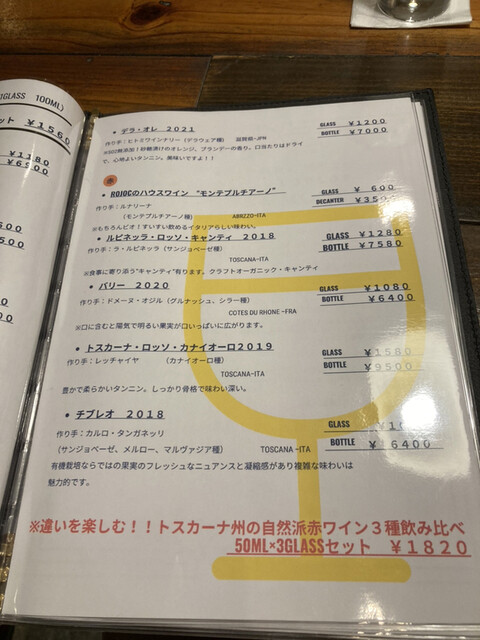 GLASS 100ML)
ット ￥1560
1180
￥6900
500
500
• デラ・オレ 2021
GLASS ￥1200
作り手：ヒトミワイナリー（デラウェア種） 滋賀県-JPN
BOTTLE ￥7000
※SO2無添加！砂糖漬けのオレンジ、ブランデーの香り。口当たりはドライ
で、心地よいタンニン。美味いですよ！！
赤
• ROJOCのハウスワイン “モンテプルチアーノ”
GLASS ￥ 600
作り手：ルナリーナ
DECANTER ￥350
（モンテプルチアーノ種） ABRZZO-ITA
※もちろんビオ！すいすい飲めるイタリアらしい味わい。
• ルビネッラ・ロッソ・キャンティ 2018
GLASS ￥1280
作り手：ラ・ルビネッラ（サンジョベーゼ種）
BOTTLE ￥7580
TOSCANA-ITA
※食事に寄り添う“キャンティ”有ります。クラフトオーガニック・キャンティ
• バリー 2020
GLASS ￥1080
作り手：ドメーヌ・オジル（グルナッシュ、シラー種）
BOTTLE ￥6400
COTES DU RHONE -FRA
※口に含むと陽気で明るい果実が口いっぱいに広がります。
• トスカーナ・ロッソ・カナイオーロ2019
GLASS ￥1580
作り手：レッチャイヤ （カナイオーロ種）
BOTTLE ￥9500
TOSCANA-ITA
豊かで柔らかいタンニン。しっかり骨格で味わい深い。
• チブレオ 2018
GLASS
作り手：カルロ・タンガネッリ
BOTTLE ￥6400
（サンジョベーゼ、メルロー、マルヴァジア種） TOSCANA -ITA
有機栽培ならではの果実のフレッシュなニュアンスと凝縮感があり複雑な味わいは
魅力的です。
※違いを楽しむ！！トスカーナ州の自然派赤ワイン３種飲み比べ
50ML×3GLASSセット ￥1820